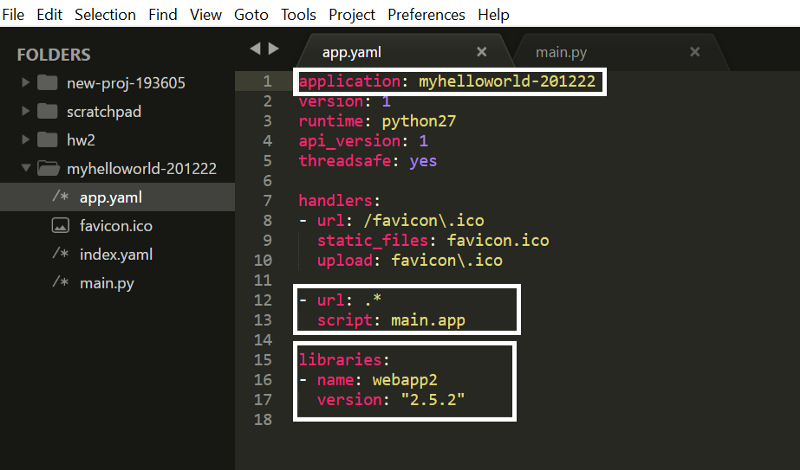 File Edit Selection Find View Goto Tools Project Preferences Help
FOLDERS
new-proj-193605
scratchpad
hw2
myhelloworld-201222
/* app.yaml
favicon.ico
/* index.yaml
/* main.py
app.yaml × main.py ×
1 application: myhelloworld-201222
2 version: 1
3 runtime: python27
4 api_version: 1
5 threadsafe: yes
6
7 handlers:
8 - url: /favicon\.ico
9 static_files: favicon.ico
10 upload: favicon\.ico
11
12 - url: .*
13 script: main.app
14
15 libraries:
16 - name: webapp2
17 version: "2.5.2"
18